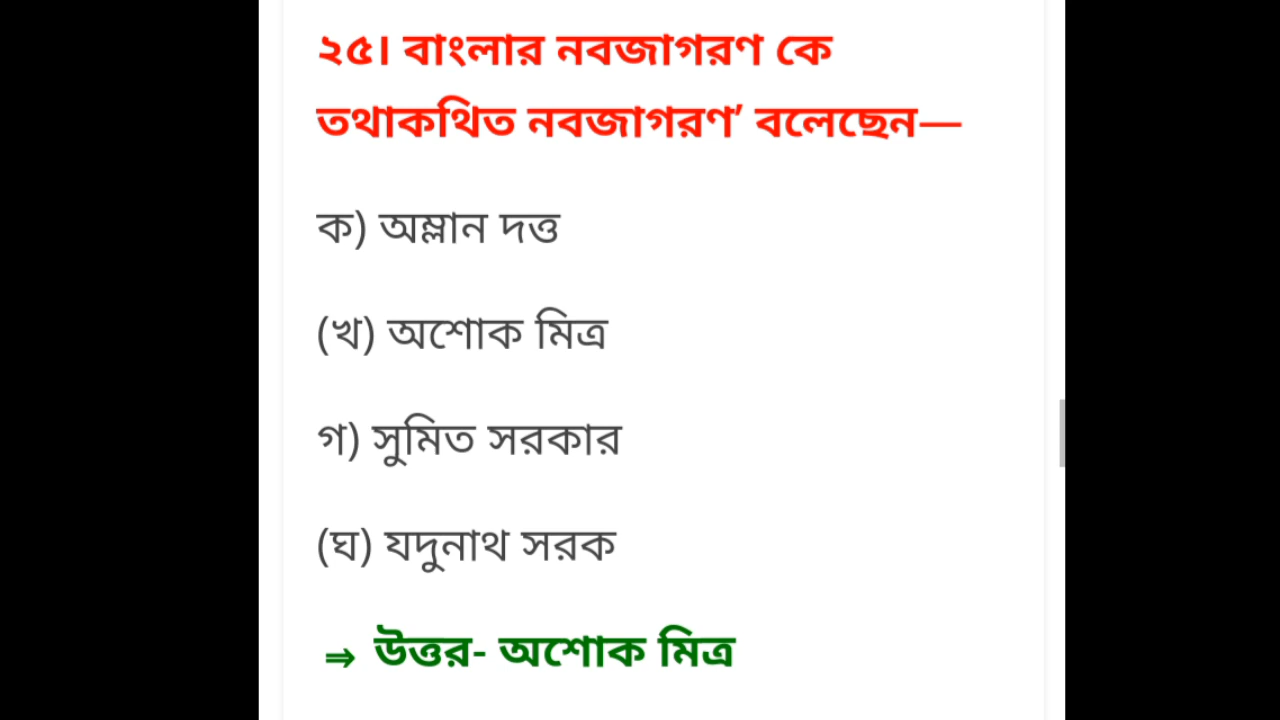 ২৫। বাংলার নবজাগরণ কে
তথাকথিত নবজাগরণ’ বলেছেন—
ক) অম্লান দত্ত
(খ) অশোক মিত্র
গ) সুমিত সরকার
(ঘ) যদুনাথ সরক
⇒ উত্তর- অশোক মিত্র